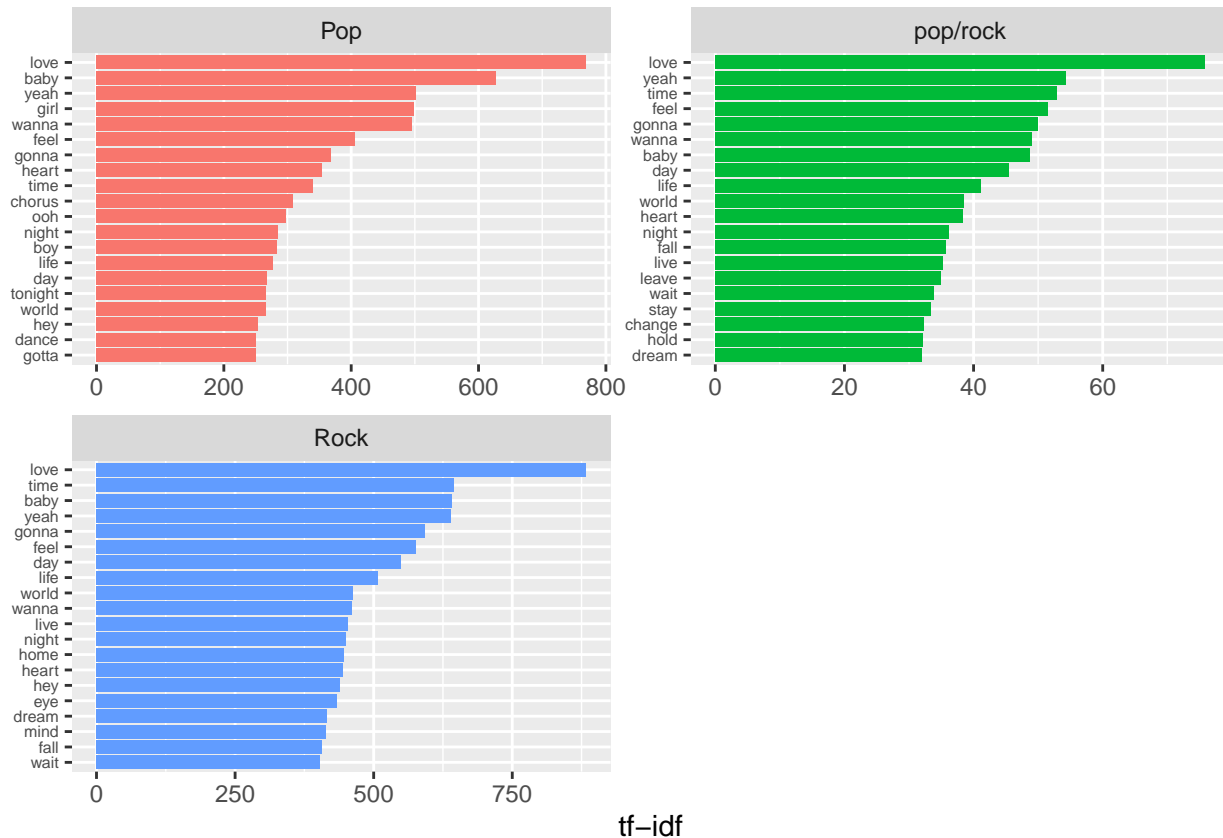 Pop
love
baby
yeah
girl
wanna
feel
gonna
heart
time
chorus
ooh
night
boy
life
day
tonight
world
hey
dance
gotta
0 200 400 600 800
pop/rock
love
yeah
time
feel
gonna
wanna
baby
day
life
world
heart
night
fall
live
leave
wait
stay
change
hold
dream
0 20 40 60
Rock
love
time
baby
yeah
gonna
feel
day
life
world
wanna
live
night
home
heart
hey
eye
dream
mind
fall
wait
0 250 500 750
tf−idf